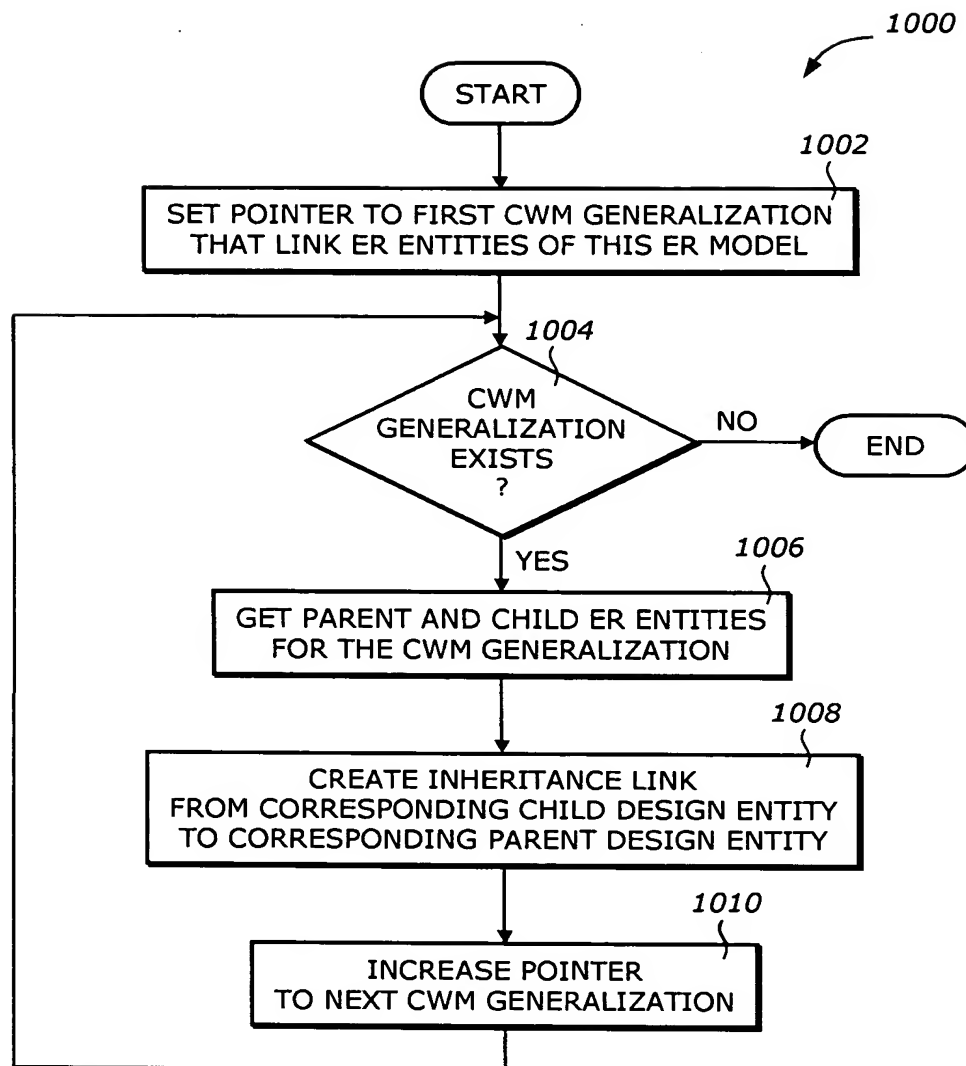 1000
START
1002
SET POINTER TO FIRST CWM GENERALIZATION
THAT LINK ER ENTITIES OF THIS ER MODEL
1004
CWM
GENERALIZATION
EXISTS
?
NO
END
YES
1006
GET PARENT AND CHILD ER ENTITIES
FOR THE CWM GENERALIZATION
1008
CREATE INHERITANCE LINK
FROM CORRESPONDING CHILD DESIGN ENTITY
TO CORRESPONDING PARENT DESIGN ENTITY
1010
INCREASE POINTER
TO NEXT CWM GENERALIZATION